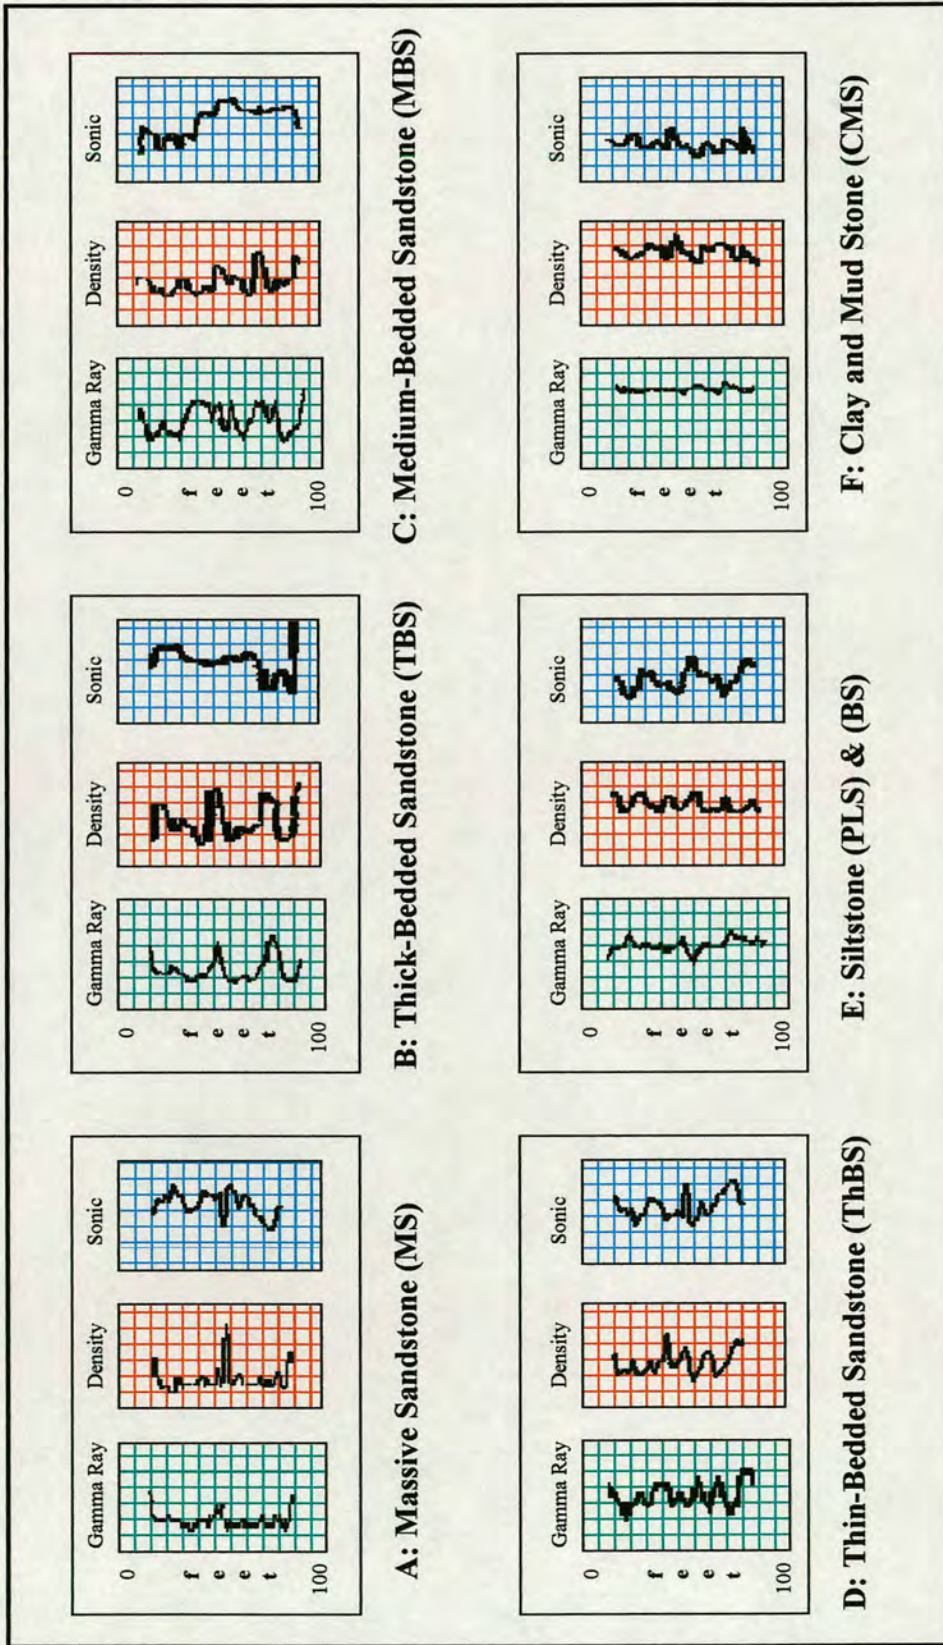 Gamma Ray Density Sonic
0
f
e
e
t
100
A: Massive Sandstone (MS)
Gamma Ray Density Sonic
0
f
e
e
t
100
B: Thick-Bedded Sandstone (TBS)
Gamma Ray Density Sonic
0
f
e
e
t
100
C: Medium-Bedded Sandstone (MBS)
Gamma Ray Density Sonic
0
f
e
e
t
100
D: Thin-Bedded Sandstone (ThBS)
Gamma Ray Density Sonic
0
f
e
e
t
100
E: Siltstone (PLS) & (BS)
Gamma Ray Density Sonic
0
f
e
e
t
100
F: Clay and Mud Stone (CMS)